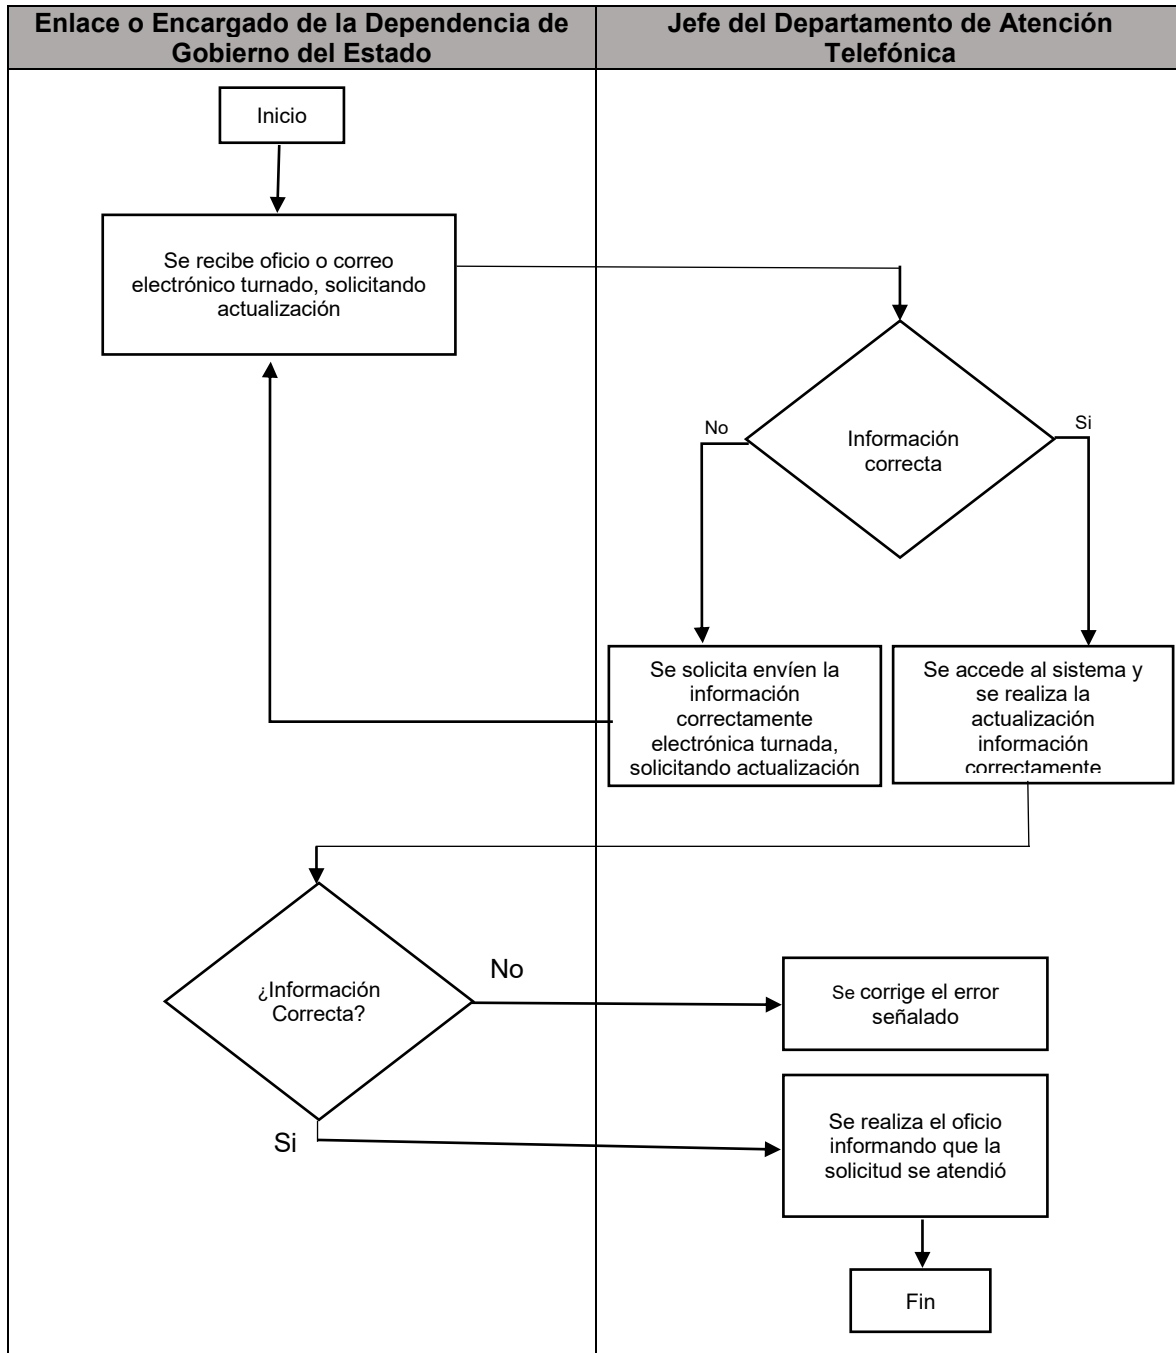 Enlace o Encargado de la Dependencia de
Gobierno del Estado
Jefe del Departamento de Atención
Telefónica
Inicio
Se recibe oficio o correo
electrónico turnado, solicitando
actualización
Información
correcta
No
Si
Se solicita envíen la
información
correctamente
electrónica turnada,
solicitando actualización
Se accede al sistema y
se realiza la
actualización
información
correctamente
¿Información
Correcta?
No
Se corrige el error
señalado
Si
Se realiza el oficio
informando que la
solicitud se atendió
Fin